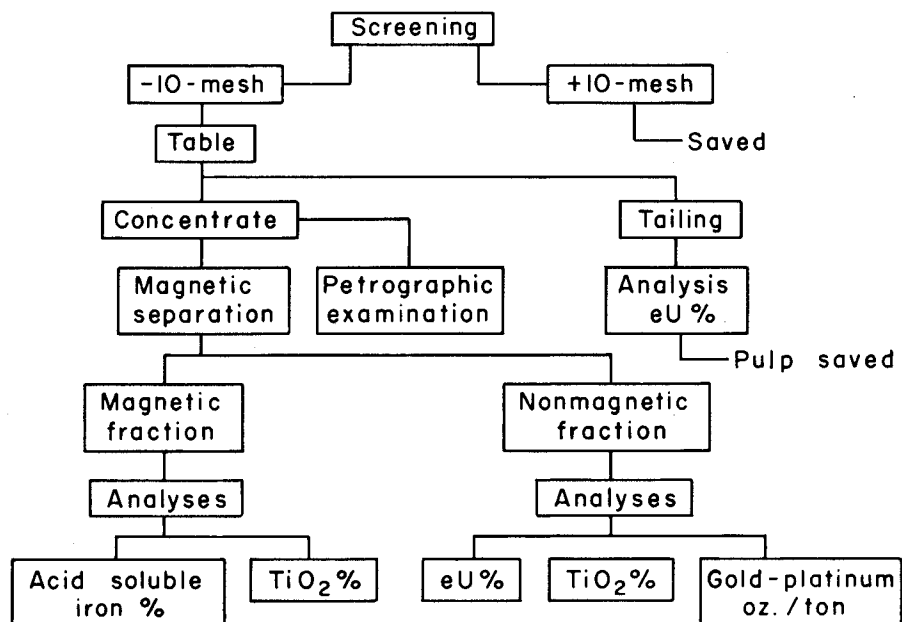 Screening
-10-mesh
+10-mesh
Saved
Table
Concentrate
Tailing
Magnetic
separation
Petrographic
examination
Analysis
eU%
Pulp saved
Magnetic
fraction
Nonmagnetic
fraction
Analyses
Analyses
Acid soluble
iron %
TiO₂%
eU%
TiO₂%
Gold-platinum
oz./ton